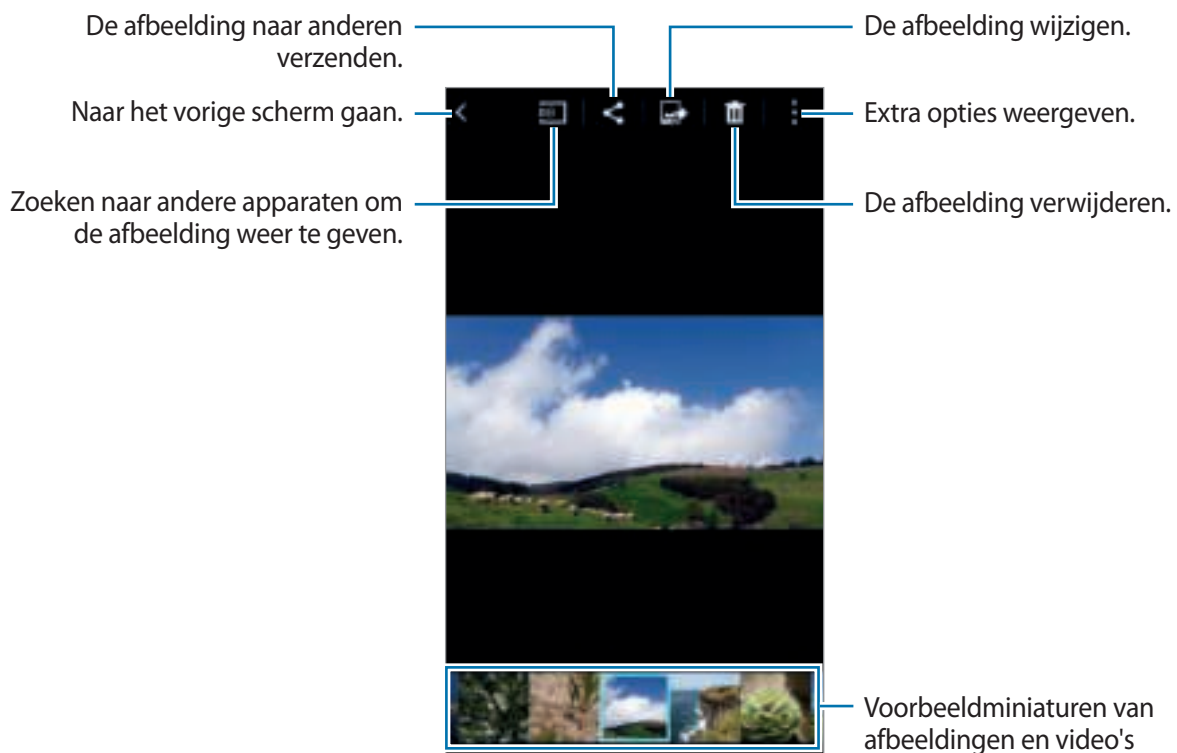 De afbeelding naar anderen
verzenden.
De afbeelding wijzigen.
Naar het vorige scherm gaan.
Extra opties weergeven.
Zoeken naar andere apparaten om
de afbeelding weer te geven.
De afbeelding verwijderen.
Voorbeeldminiaturen van
afbeeldingen en video's